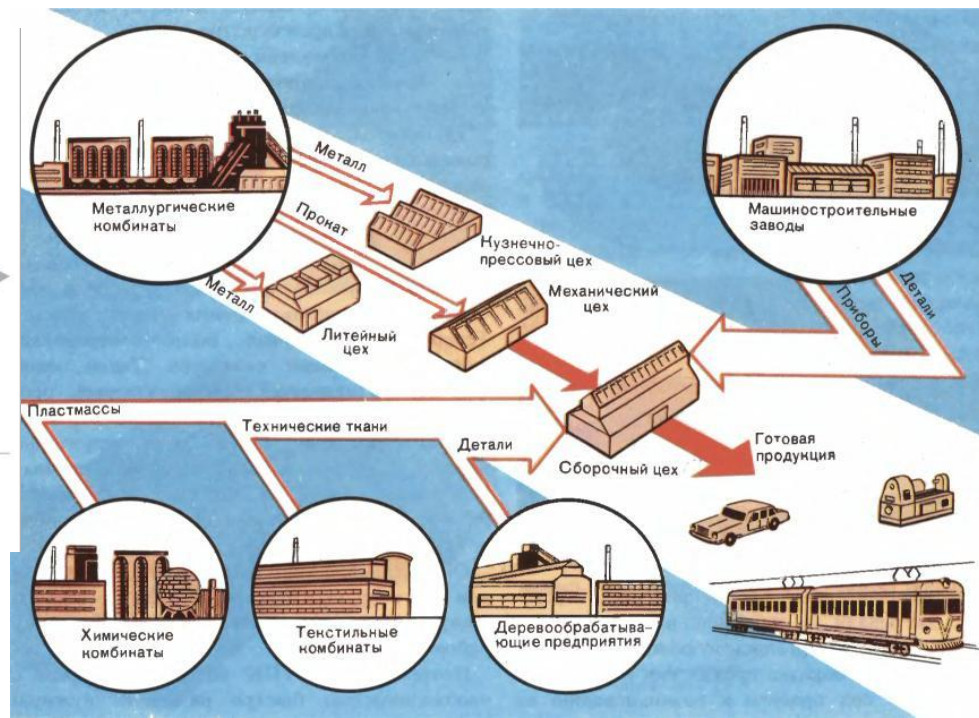 Металлургические
комбинаты
Металл
Прокат
Металл
Кузнечно-
прессовый цех
Литейный
цех
Механический
цех
Машиностроительные
заводы
Детали
Приборы
Пластмассы
Технические ткани
Детали
Сборочный цех
Готовая
продукция
Химические
комбинаты
Текстильные
комбинаты
Деревообрабатыва-
ющие предприятия